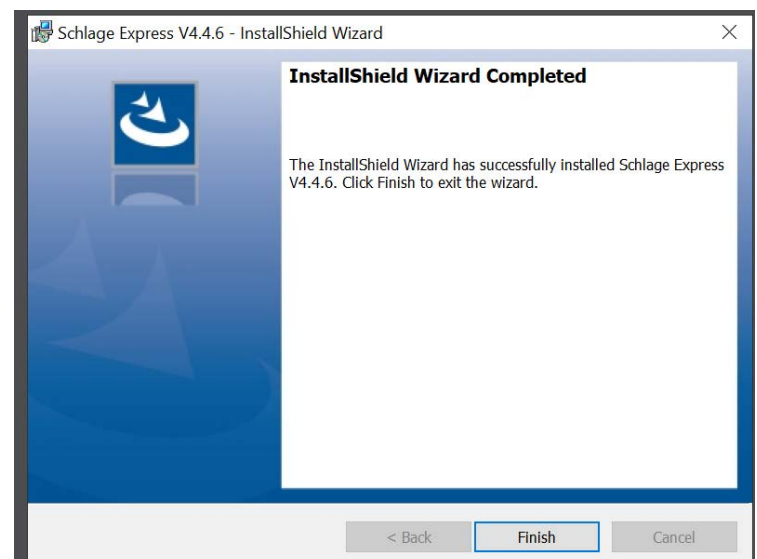 Schlage Express V4.4.6 - InstallShield Wizard
InstallShield Wizard Completed
The InstallShield Wizard has successfully installed Schlage Express
V4.4.6. Click Finish to exit the wizard.
< Back
Finish
Cancel